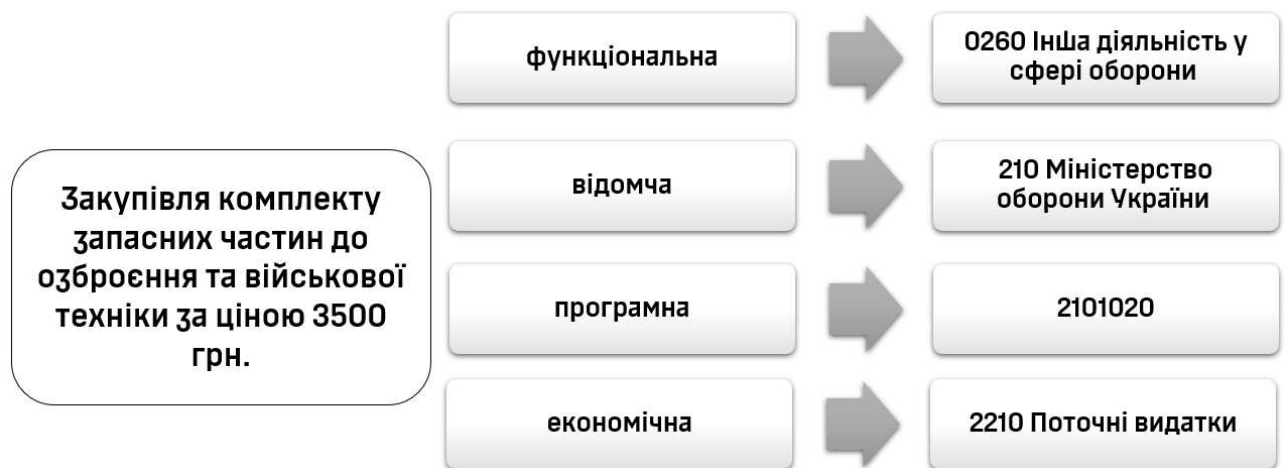 Закупівля комплекту
запасних частин до
озброєння та військової
техніки за ціною 3500
грн.
функціональна
0260 Інша діяльність у
сфері оборони
відомча
210 Міністерство
оборони України
програмна
2101020
економічна
2210 Поточні видатки